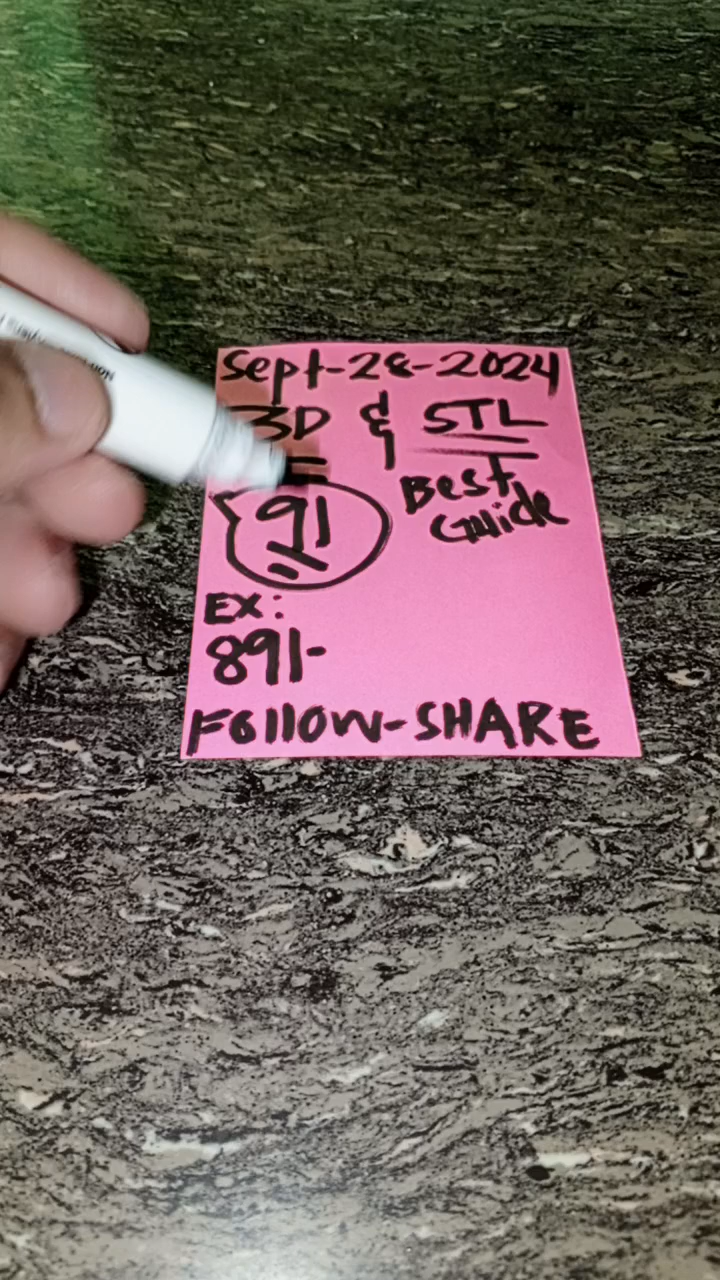 Sept-28-2024
3D & STL
Best
Guide
91
EX:
891-
Follow-SHARE